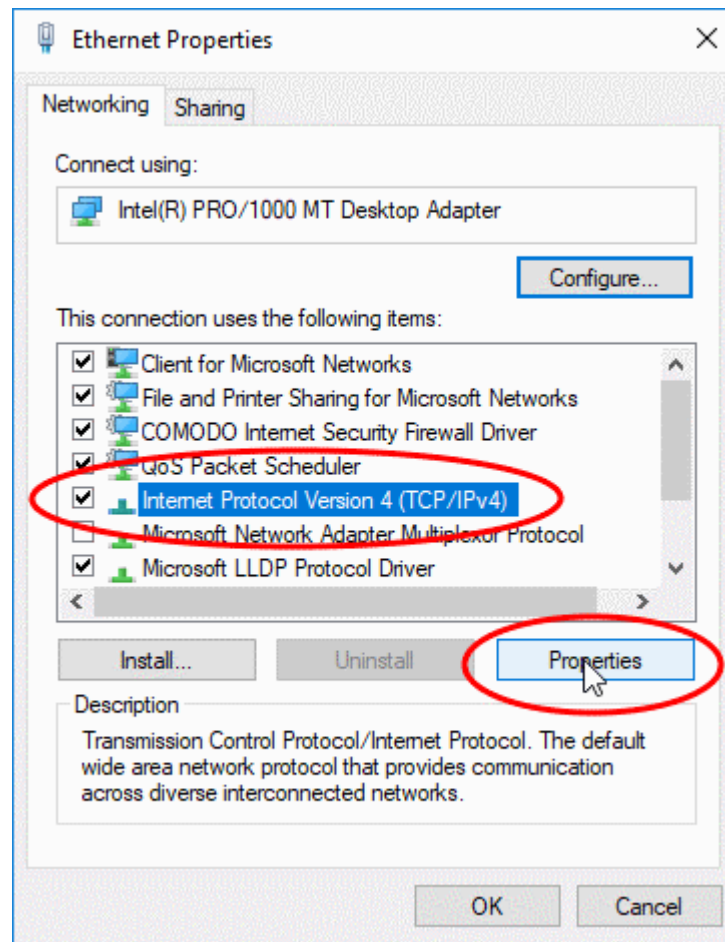 Ethernet Properties
Networking
Sharing
Connect using:
Intel(R) PRO/1000 MT Desktop Adapter
Configure...
This connection uses the following items:
Client for Microsoft Networks
File and Printer Sharing for Microsoft Networks
COMODO Internet Security Firewall Driver
QoS Packet Scheduler
Internet Protocol Version 4 (TCP/IPv4)
Microsoft Network Adapter Multiplexor Protocol
Microsoft LLDP Protocol Driver
Install...
Uninstall
Properties
Description
Transmission Control Protocol/Internet Protocol. The default
wide area network protocol that provides communication
across diverse interconnected networks.
OK
Cancel